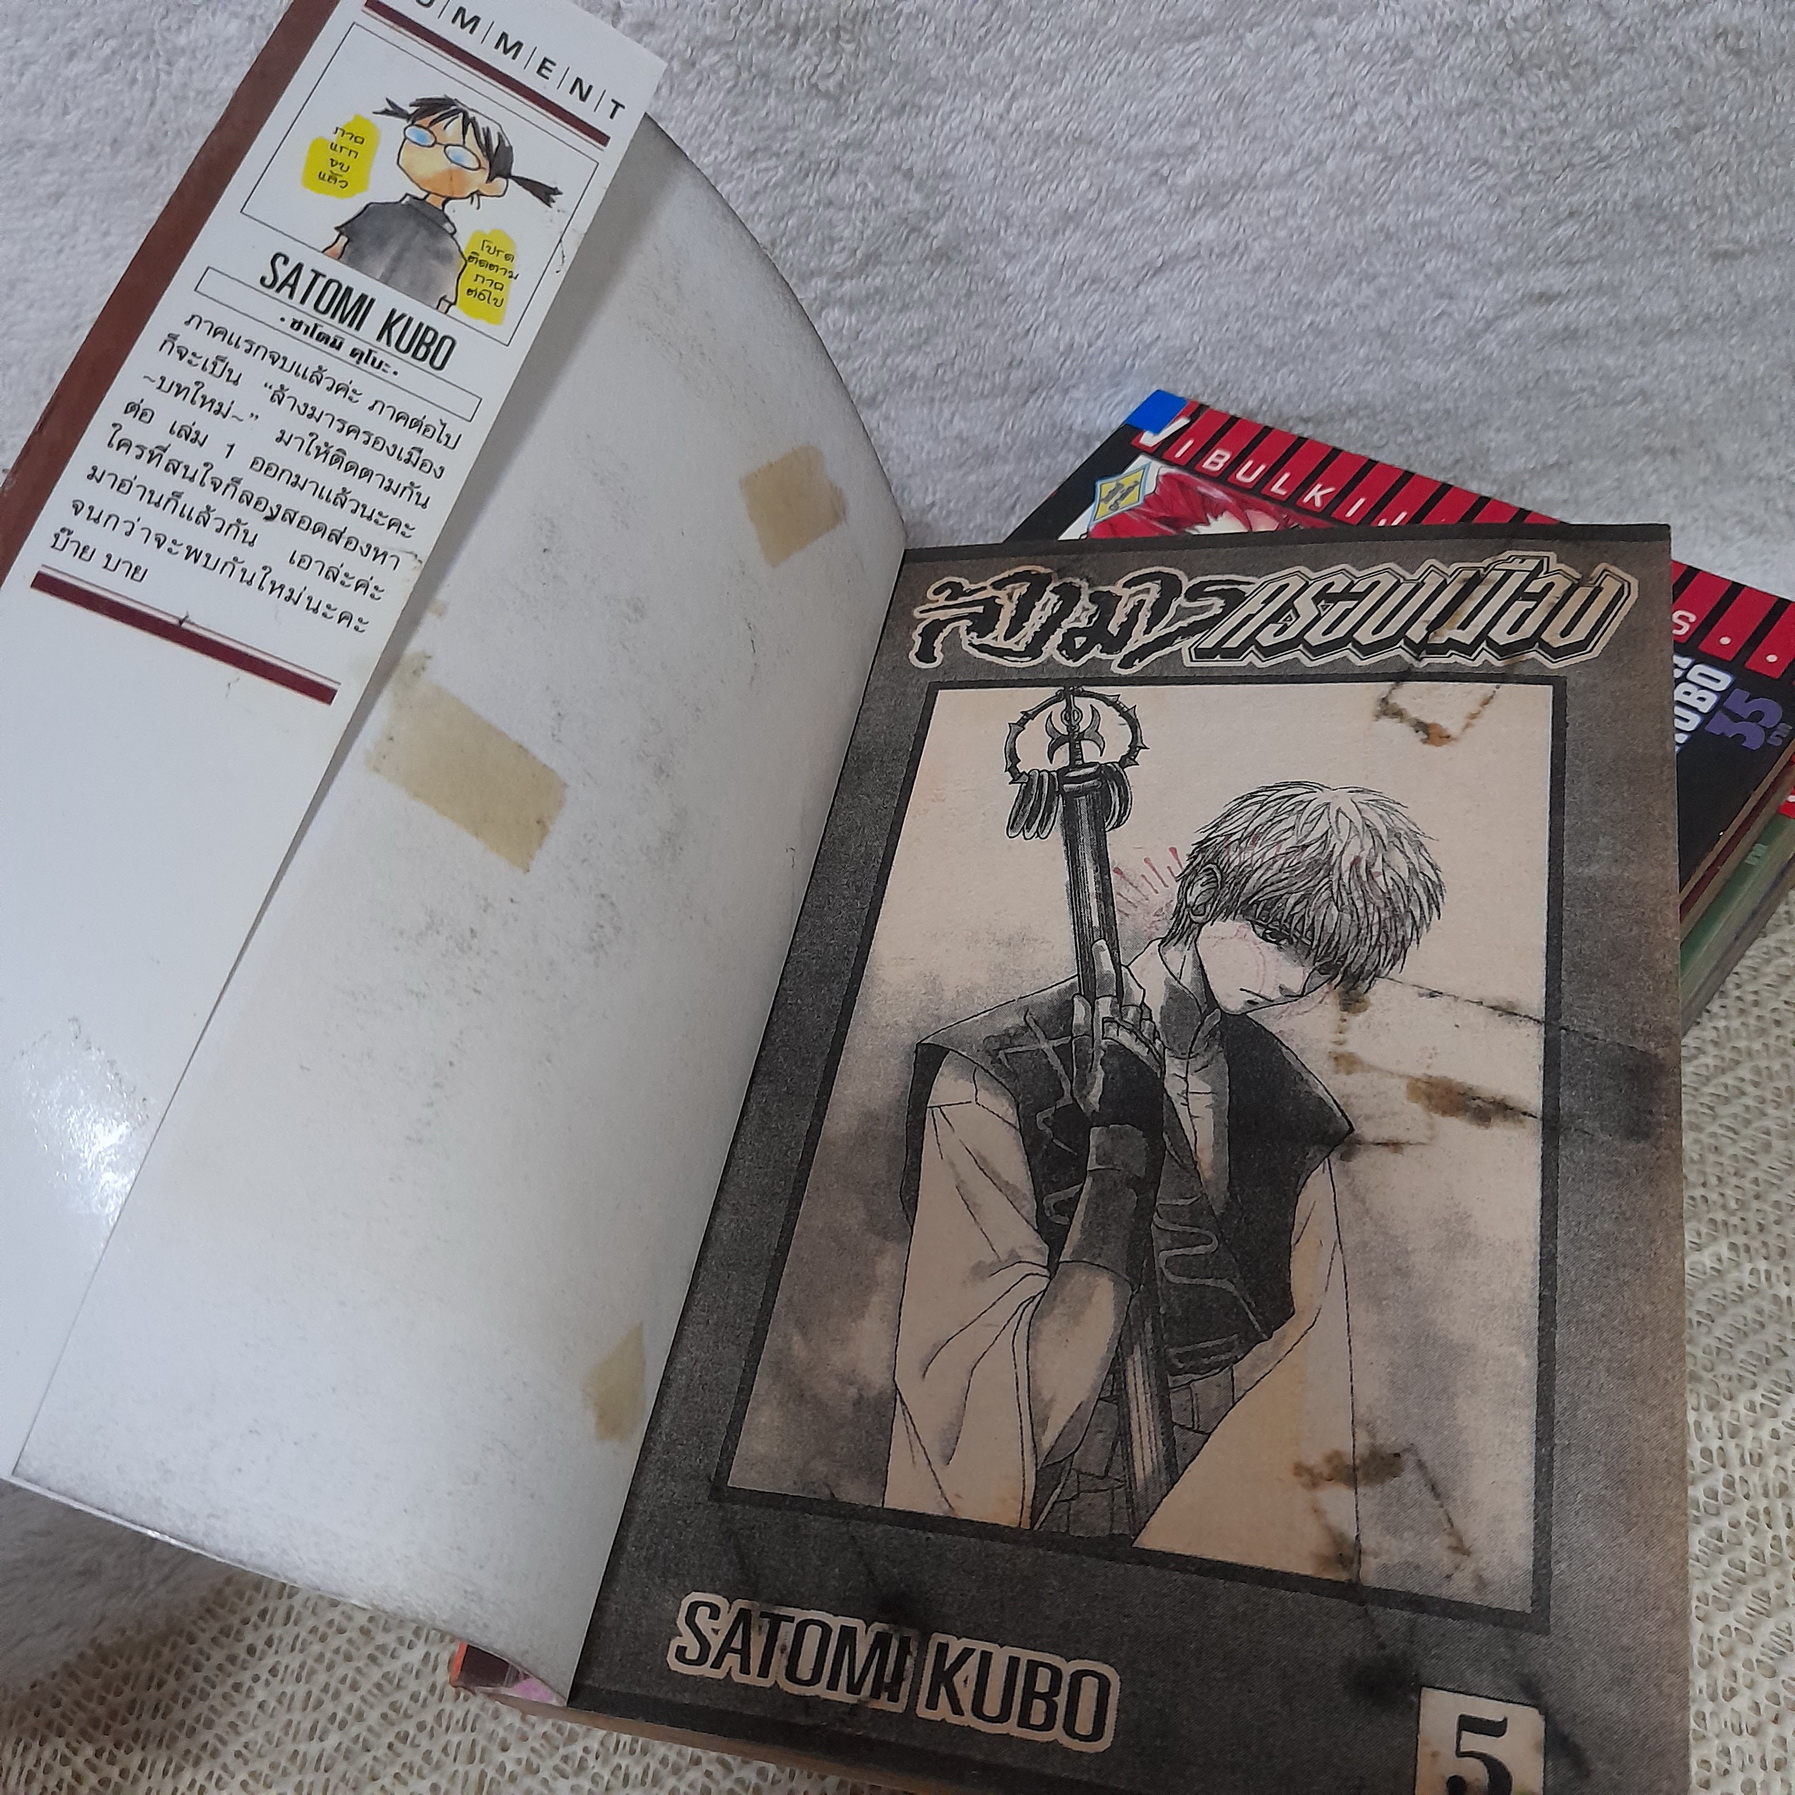 OMMENT
ภาค
แรก
จบ
แล้ว
โปรด
ติดตาม
ภาค
ต่อไป
SATOMI KUBO
• ซาโตมิ คุโบะ •
ภาคแรกจบแล้วค่ะ ภาคต่อไป
ก็จะเป็น “ล้างมารครองเมือง
~บทใหม่~” มาให้ติดตามกัน
ต่อ เล่ม 1 ออกมาแล้วนะคะ
ใครที่สนใจก็ลองสอดส่องหา
มาอ่านก็แล้วกัน เอาล่ะค่ะ
จนกว่าจะพบกันใหม่นะคะ
บ๊าย บาย
VIBULKIJ
S..
KUBO
35
ล้างมารครองเมือง
SATOMI KUBO
5